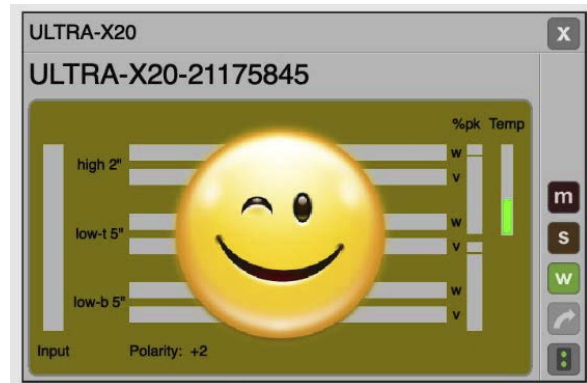 ULTRA-X20
X
ULTRA-X20-21175845
%pk Temp
high 2" w
v
m
low-t 5" w
v
s
w
low-b 5" w
v
Input Polarity: +2